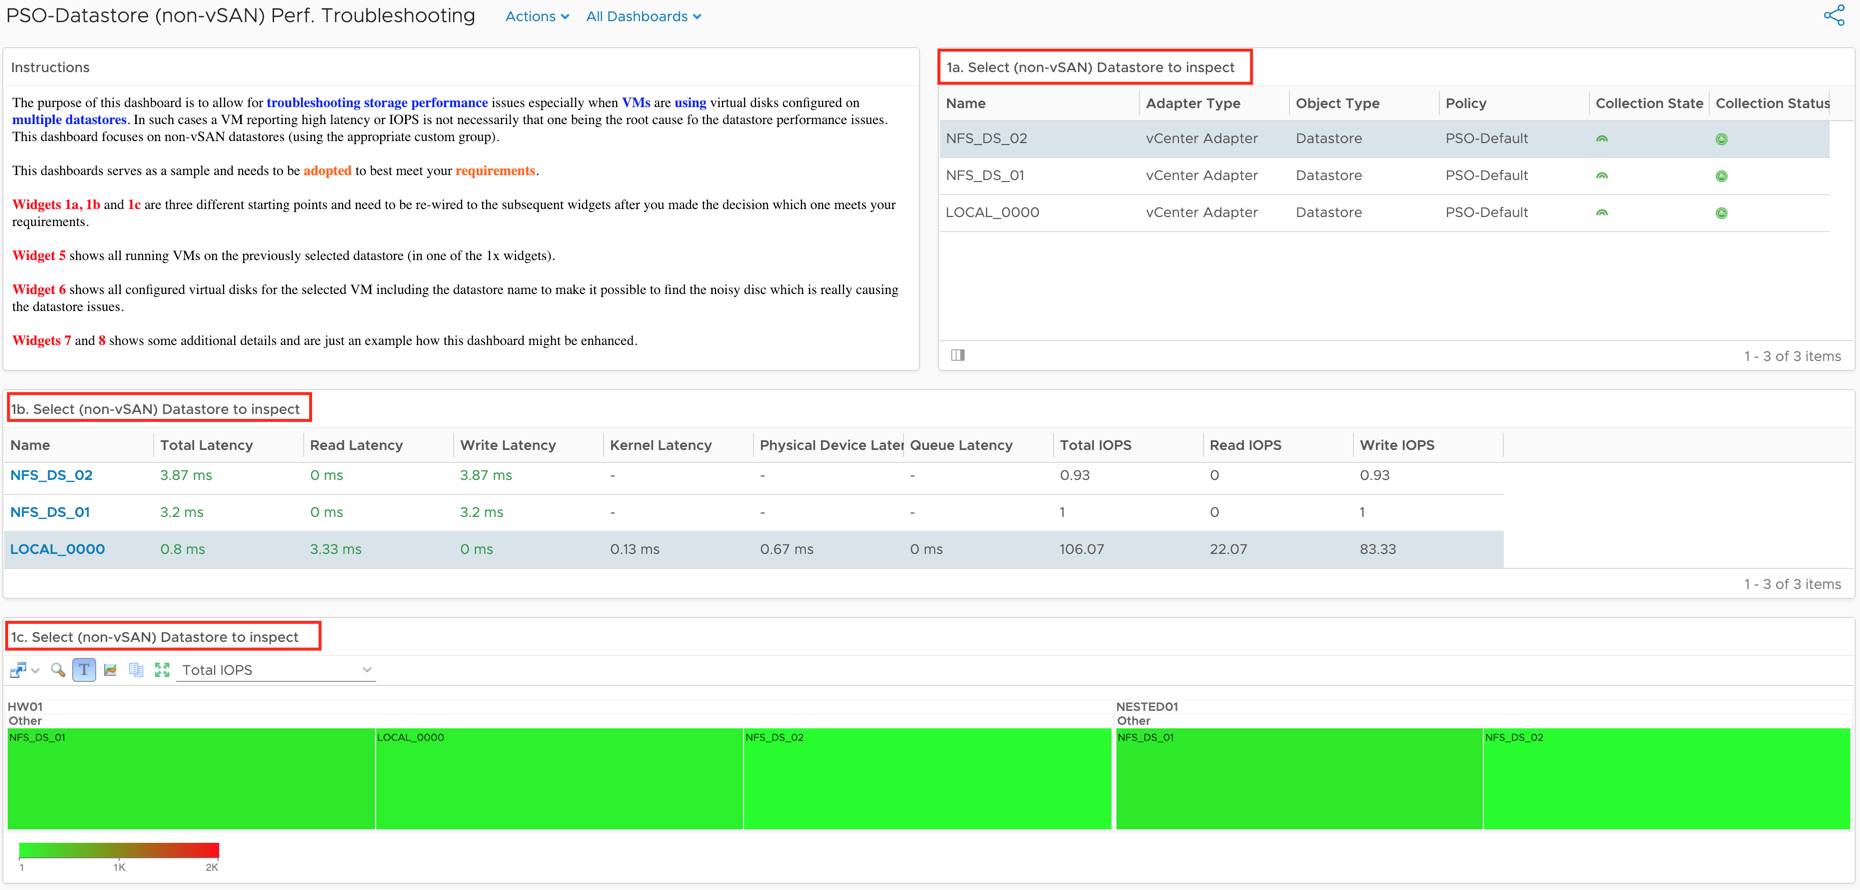 PSO-Datastore (non-vSAN) Perf. Troubleshooting Actions All Dashboards
Instructions
The purpose of this dashboard is to allow for troubleshooting storage performance issues especially when VMs are using virtual disks configured on
multiple datastores. In such cases a VM reporting high latency or IOPS is not necessarily that one being the root cause fo the datastore performance issues.
This dashboard focuses on non-vSAN datastores (using the appropriate custom group).
This dashboards serves as a sample and needs to be adopted to best meet your requirements.
Widgets 1a, 1b and 1c are three different starting points and need to be re-wired to the subsequent widgets after you made the decision which one meets your
requirements.
Widget 5 shows all running VMs on the previously selected datastore (in one of the 1x widgets).
Widget 6 shows all configured virtual disks for the selected VM including the datastore name to make it possible to find the noisy disc which is really causing
the datastore issues.
Widgets 7 and 8 shows some additional details and are just an example how this dashboard might be enhanced.
1a. Select (non-vSAN) Datastore to inspect
Name Adapter Type Object Type Policy Collection State Collection Status
NFS_DS_02 vCenter Adapter Datastore PSO-Default
NFS_DS_01 vCenter Adapter Datastore PSO-Default
LOCAL_0000 vCenter Adapter Datastore PSO-Default
1 - 3 of 3 items
1b. Select (non-vSAN) Datastore to inspect
Name Total Latency Read Latency Write Latency Kernel Latency Physical Device Later Queue Latency Total IOPS Read IOPS Write IOPS
NFS_DS_02 3.87 ms 0 ms 3.87 ms - - - 0.93 0 0.93
NFS_DS_01 3.2 ms 0 ms 3.2 ms - - - 1 0 1
LOCAL_0000 0.8 ms 3.33 ms 0 ms 0.13 ms 0.67 ms 0 ms 106.07 22.07 83.33
1 - 3 of 3 items
1c. Select (non-vSAN) Datastore to inspect
T Total IOPS
HW01 NESTED01
Other Other
NFS_DS_01 LOCAL_0000 NFS_DS_02 NFS_DS_01 NFS_DS_02
1 1K 2K